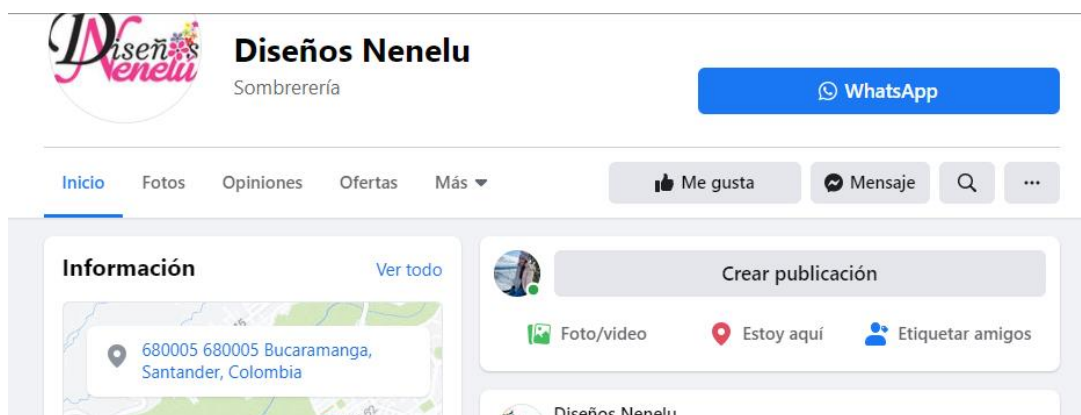 Diseños
Nenelu
Diseños Nenelu
Sombrerería
WhatsApp
Inicio Fotos Opiniones Ofertas Más
Me gusta Mensaje
Información Ver todo
680005 680005 Bucaramanga,
Santander, Colombia
Crear publicación
Foto/video Estoy aquí Etiquetar amigos
Diseños Nenelu